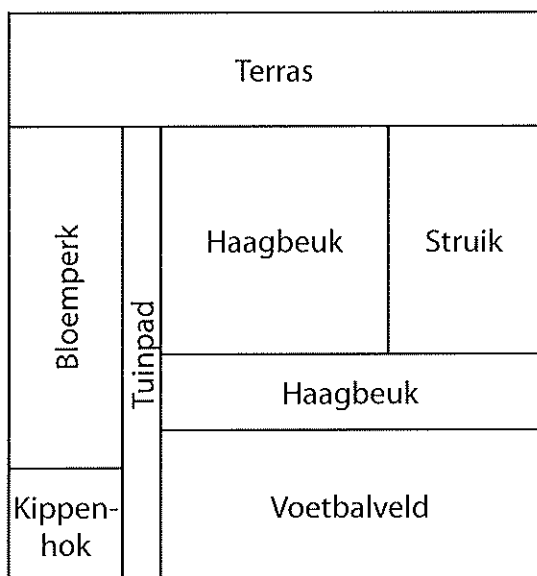 Terras
Bloemperk
Tuinpad
Haagbeuk
Struik
Haagbeuk
Kippen-
hok
Voetbalveld